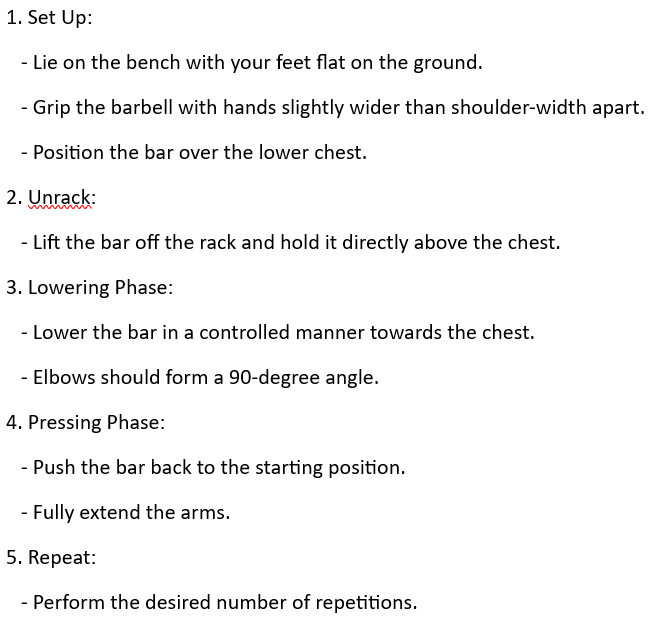 1. Set Up:
- Lie on the bench with your feet flat on the ground.
- Grip the barbell with hands slightly wider than shoulder-width apart.
- Position the bar over the lower chest.
2. Unrack:
- Lift the bar off the rack and hold it directly above the chest.
3. Lowering Phase:
- Lower the bar in a controlled manner towards the chest.
- Elbows should form a 90-degree angle.
4. Pressing Phase:
- Push the bar back to the starting position.
- Fully extend the arms.
5. Repeat:
- Perform the desired number of repetitions.